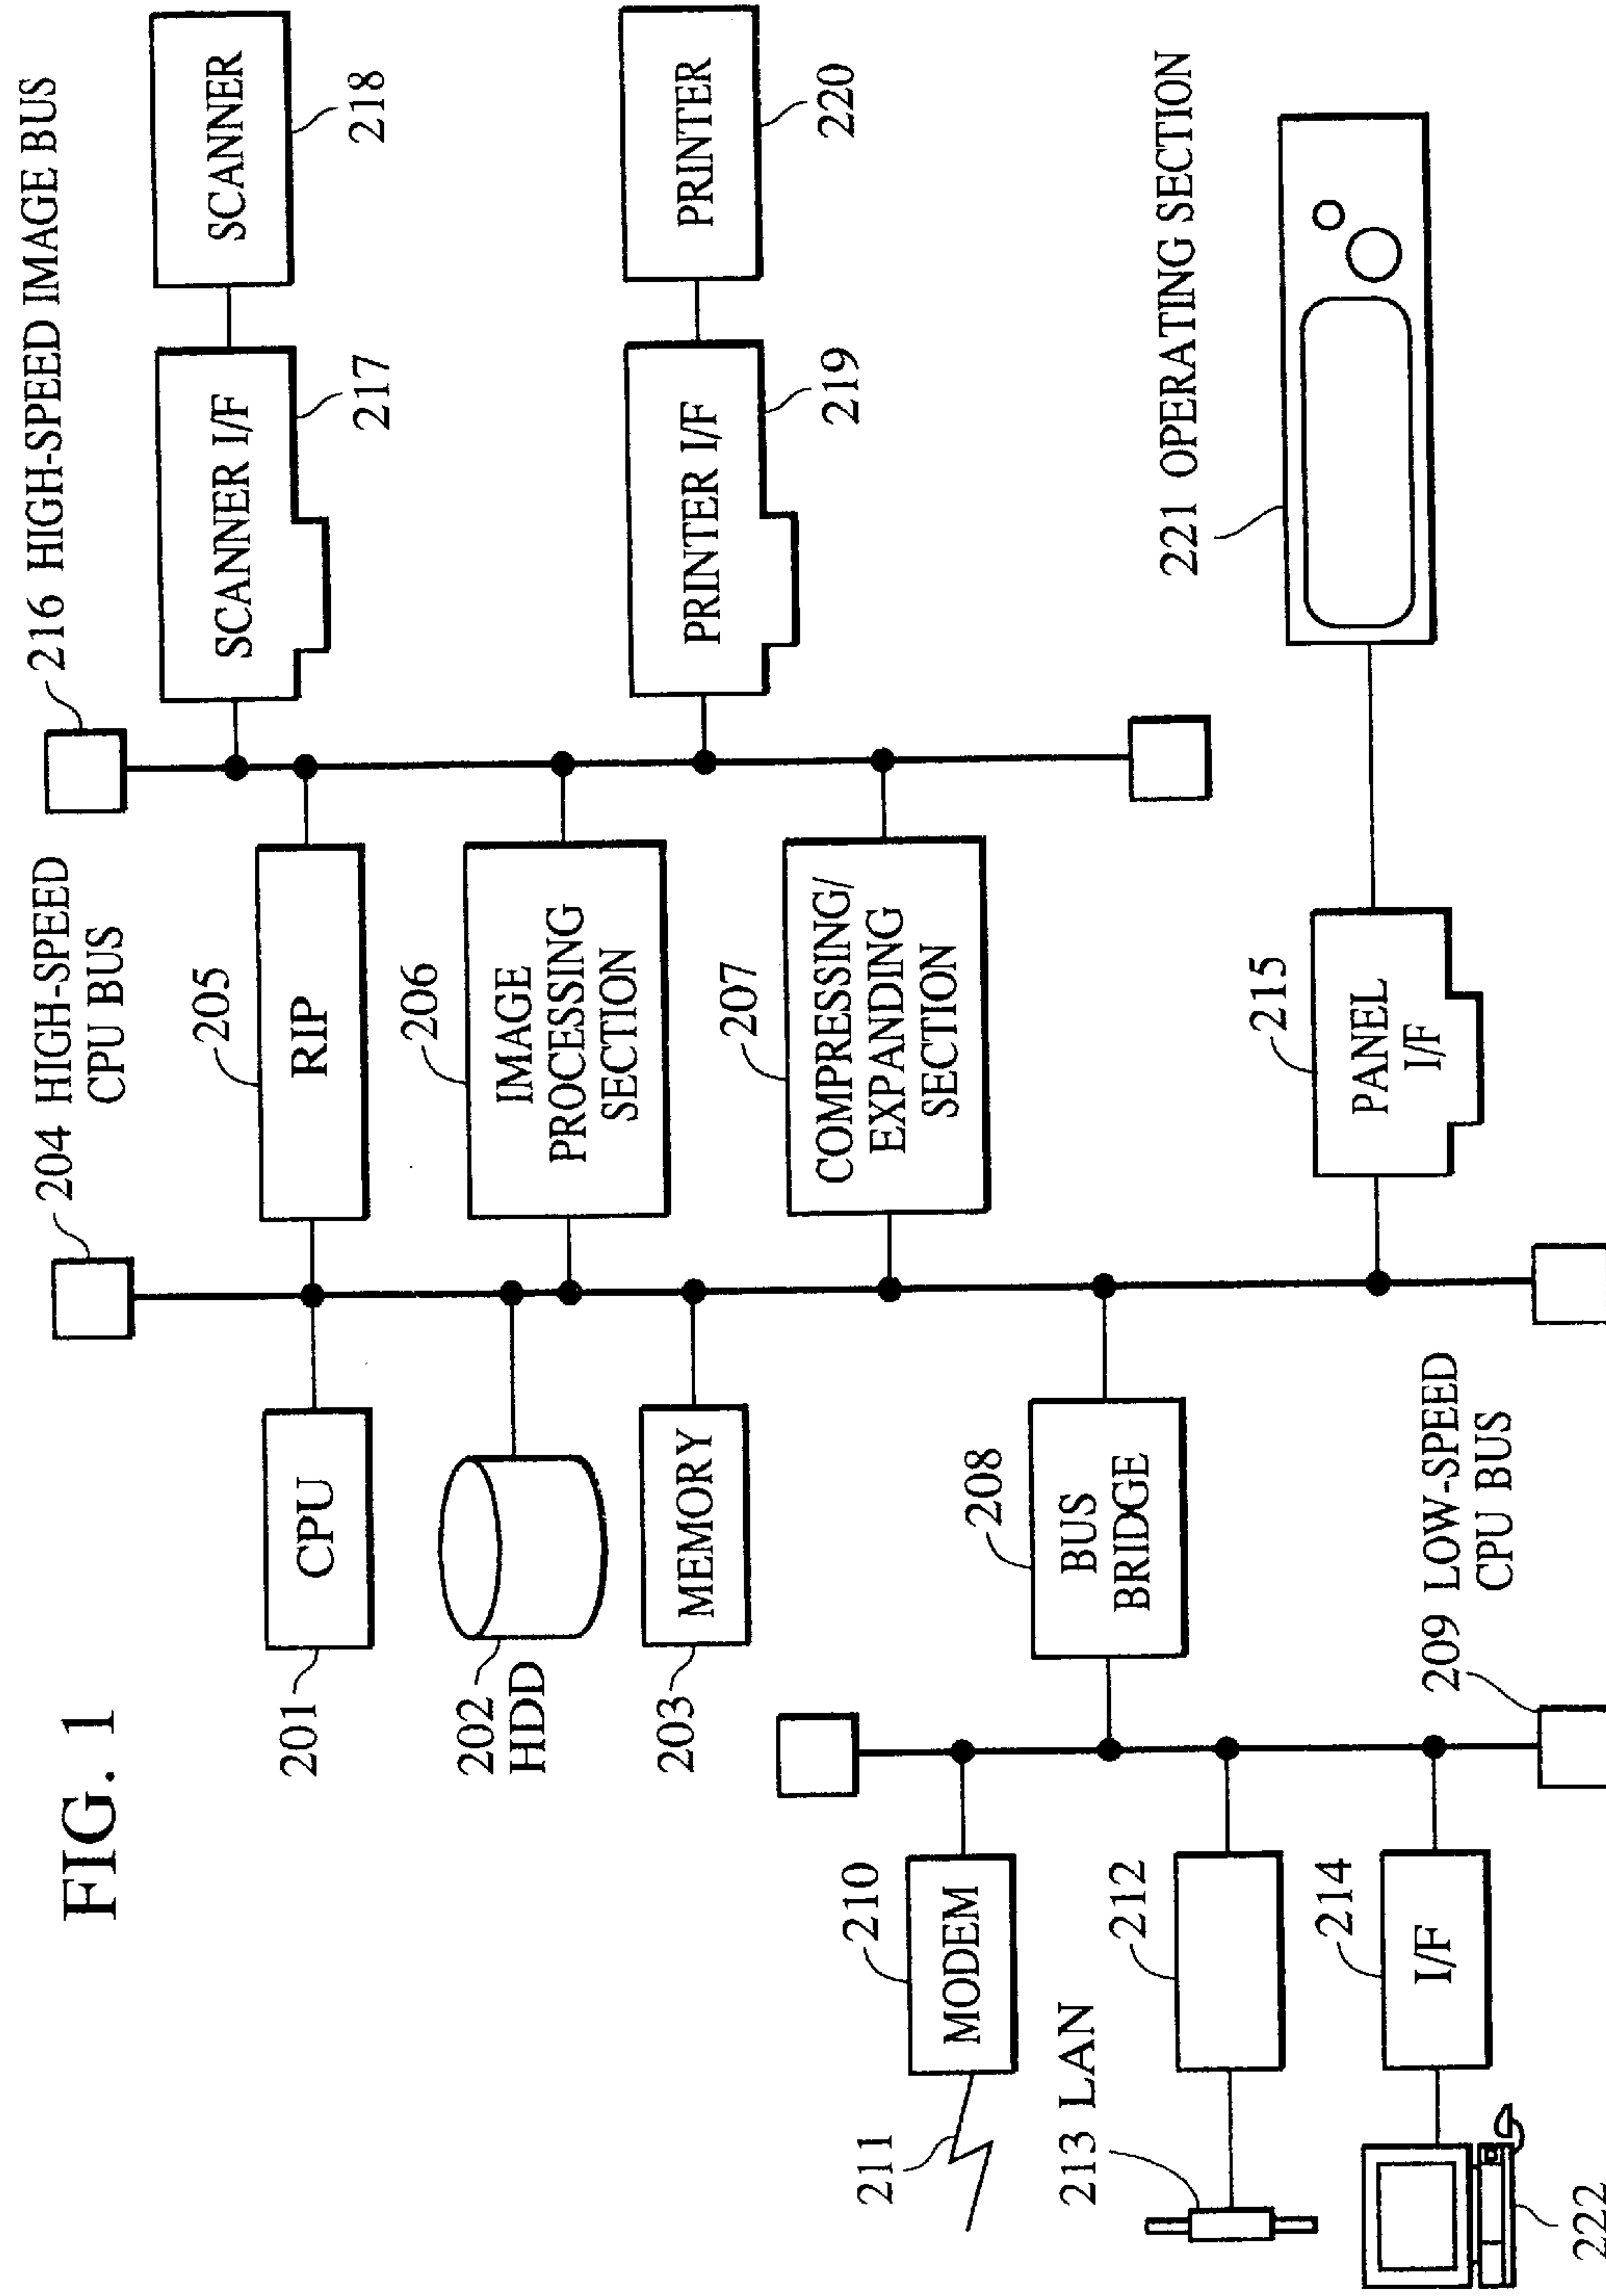 FIG. 1
204 HIGH-SPEED
CPU BUS
216 HIGH-SPEED IMAGE BUS
201
CPU
205
RIP
SCANNER I/F
217
SCANNER
218
202
HDD
206
IMAGE
PROCESSING
SECTION
203
MEMORY
PRINTER I/F
219
PRINTER
220
207
COMPRESSING/
EXPANDING
SECTION
211
210
MODEM
208
BUS
BRIDGE
213 LAN
212
221 OPERATING SECTION
215
PANEL
I/F
214
I/F
209 LOW-SPEED
CPU BUS
222